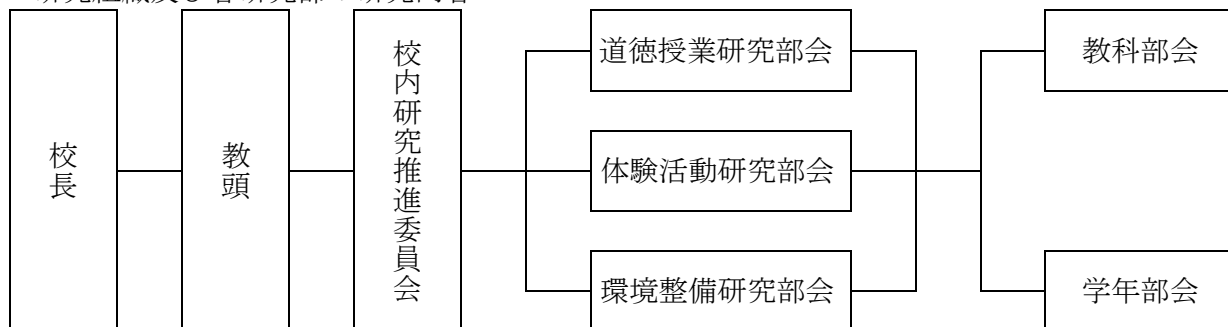 研究組織及び各研究部の研究内容
校長
教頭
校内研究推進委員会
道徳授業研究部会
体験活動研究部会
環境整備研究部会
教科部会
学年部会